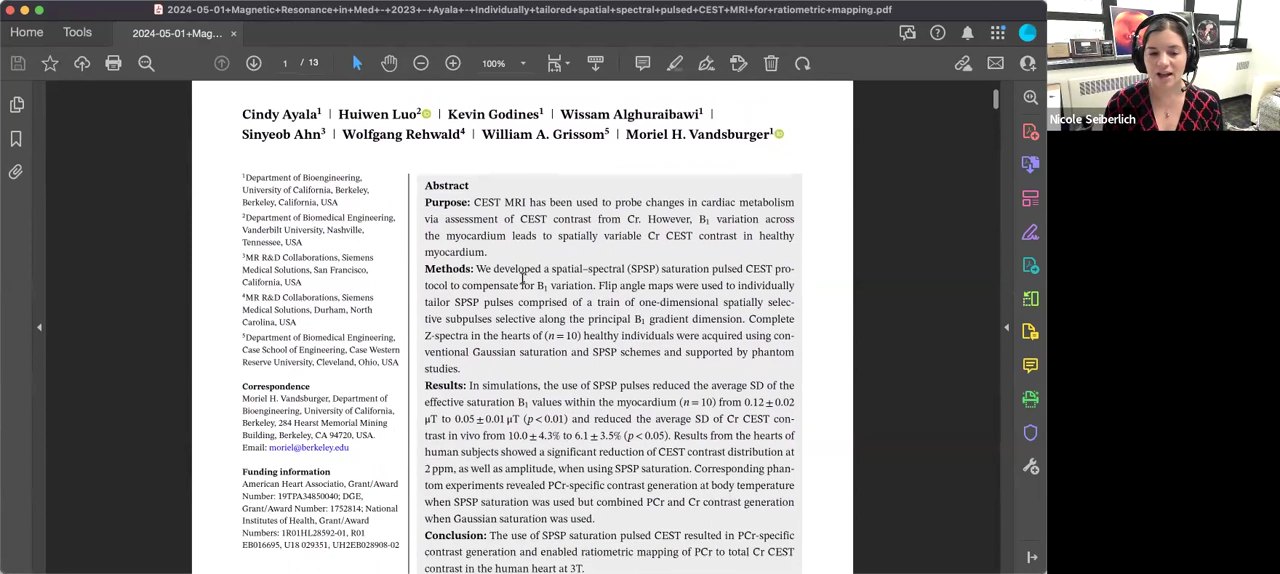 2024-05-01+Magnetic+Resonance+in+Med+-+2023+-+Ayala+-+Individually+tailored+spatial+spectral+pulsed+CEST+MRI+for+ratiometric+mapping.pdf
Home
Tools
2024-05-01+Mag...
×
1 / 13
100%
Cindy Ayala1 | Huiwen Luo2 | Kevin Godines1 | Wissam Alghuraibawi1 |
Sinyeob Ahn3 | Wolfgang Rehwald4 | William A. Grissom5 | Moriel H. Vandsburger1
1Department of Bioengineering,
University of California, Berkeley,
Berkeley, California, USA
2Department of Biomedical Engineering,
Vanderbilt University, Nashville,
Tennessee, USA
3MR R&D Collaborations, Siemens
Medical Solutions, San Francisco,
California, USA
4MR R&D Collaborations, Siemens
Medical Solutions, Durham, North
Carolina, USA
5Department of Biomedical Engineering,
Case School of Engineering, Case Western
Reserve University, Cleveland, Ohio, USA
Correspondence
Moriel H. Vandsburger, Department of
Bioengineering, University of California,
Berkeley, 284 Hearst Memorial Mining
Building, Berkeley, CA 94720, USA.
Email: moriel@berkeley.edu
Funding information
American Heart Associatio, Grant/Award
Number: 19TPA34850040; DGE,
Grant/Award Number: 1752814; National
Institutes of Health, Grant/Award
Numbers: 1R01HL28592-01, R01
EB016695, U18 029351, UH2EB028908-02
Abstract
Purpose: CEST MRI has been used to probe changes in cardiac metabolism
via assessment of CEST contrast from Cr. However, B1 variation across
the myocardium leads to spatially variable Cr CEST contrast in healthy
myocardium.
Methods: We developed a spatial–spectral (SPSP) saturation pulsed CEST pro-
tocol to compensate for B1 variation. Flip angle maps were used to individually
tailor SPSP pulses comprised of a train of one-dimensional spatially selec-
tive subpulses selective along the principal B1 gradient dimension. Complete
Z-spectra in the hearts of (n = 10) healthy individuals were acquired using con-
ventional Gaussian saturation and SPSP schemes and supported by phantom
studies.
Results: In simulations, the use of SPSP pulses reduced the average SD of the
effective saturation B1 values within the myocardium (n = 10) from 0.12 ± 0.02
μT to 0.05 ± 0.01 μT (p < 0.01) and reduced the average SD of Cr CEST con-
trast in vivo from 10.0 ± 4.3% to 6.1 ± 3.5% (p < 0.05). Results from the hearts of
human subjects showed a significant reduction of CEST contrast distribution at
2 ppm, as well as amplitude, when using SPSP saturation. Corresponding phan-
tom experiments revealed PCr-specific contrast generation at body temperature
when SPSP saturation was used but combined PCr and Cr contrast generation
when Gaussian saturation was used.
Conclusion: The use of SPSP saturation pulsed CEST resulted in PCr-specific
contrast generation and enabled ratiometric mapping of PCr to total Cr CEST
contrast in the human heart at 3T.
Nicole Seiberlich